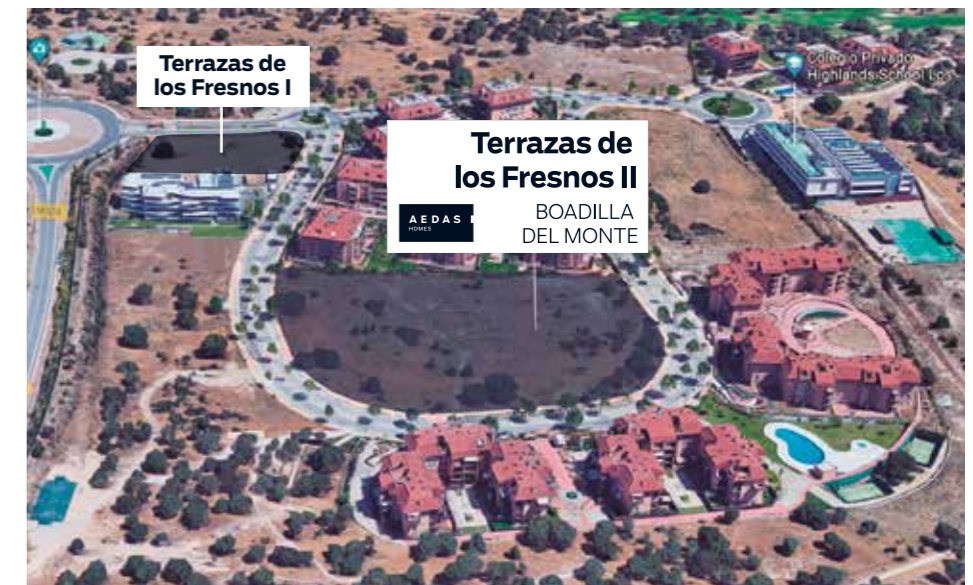 Terrazas de
los Fresnos I
Terrazas de
los Fresnos II
AEDAS
HOMES
BOADILLA
DEL MONTE
Colegio Privado
Highlands School Los